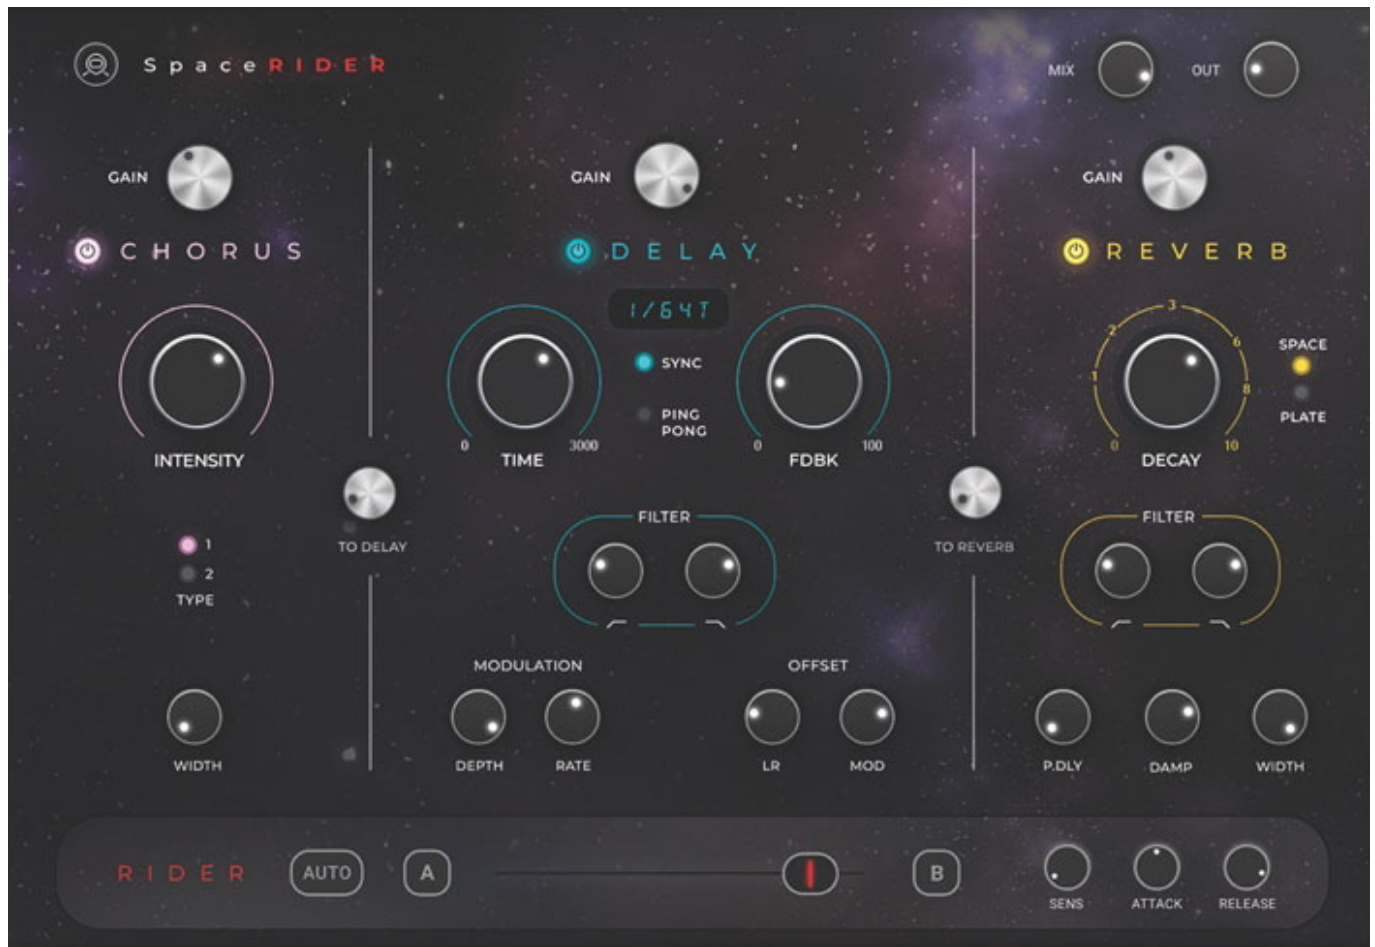 SpaceRIDER
MIX
OUT
GAIN
GAIN
GAIN
CHORUS
DELAY
REVERB
1/64T
SYNC
PING
PONG
0
3000
0
100
0
1
2
3
6
8
10
SPACE
PLATE
INTENSITY
TIME
FDBK
DECAY
TO DELAY
TO REVERB
FILTER
FILTER
1
2
TYPE
MODULATION
OFFSET
WIDTH
DEPTH
RATE
LR
MOD
P.DLY
DAMP
WIDTH
RIDER
AUTO
A
B
SENS
ATTACK
RELEASE